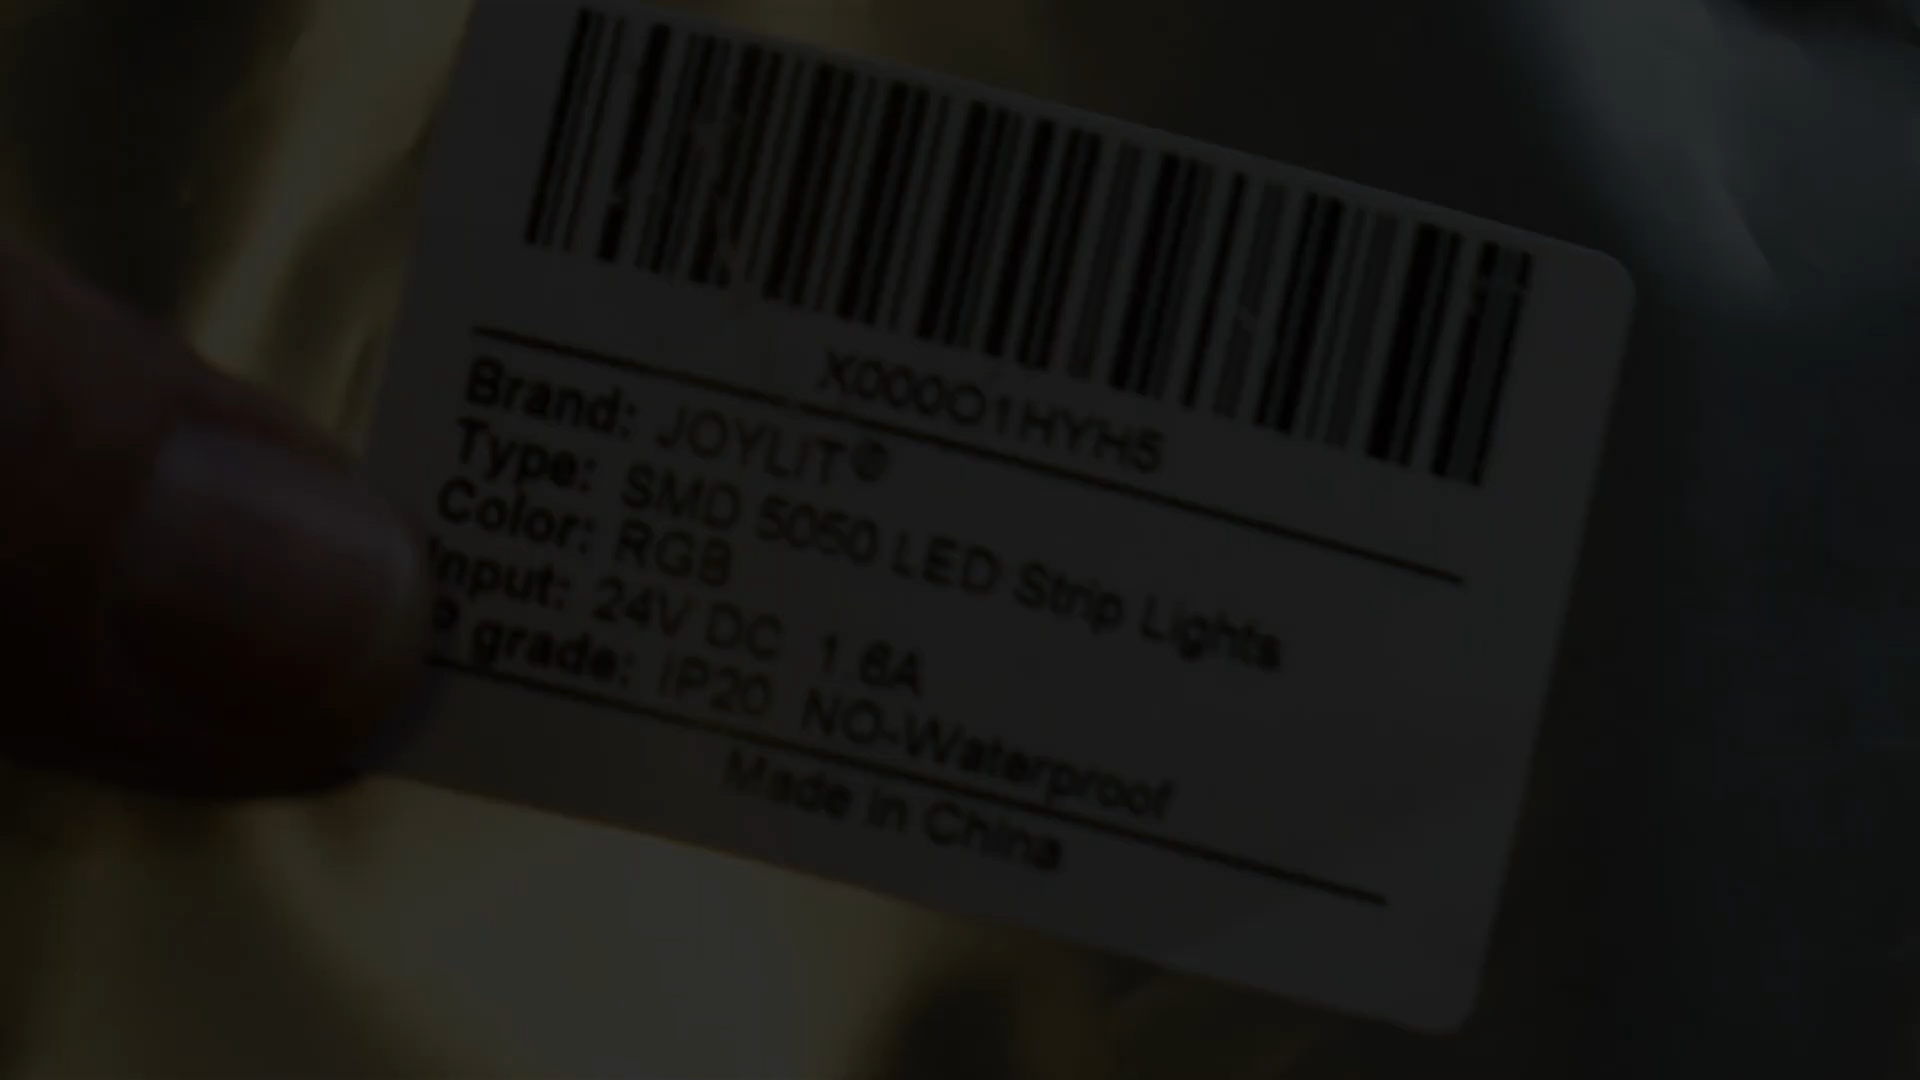 X000O1HYH5
Brand: JOYLIT®
Type: SMD 5050 LED Strip Lights
Color: RGB
Input: 24V DC 1.6A
P grade: IP20 NO-Waterproof
Made in China